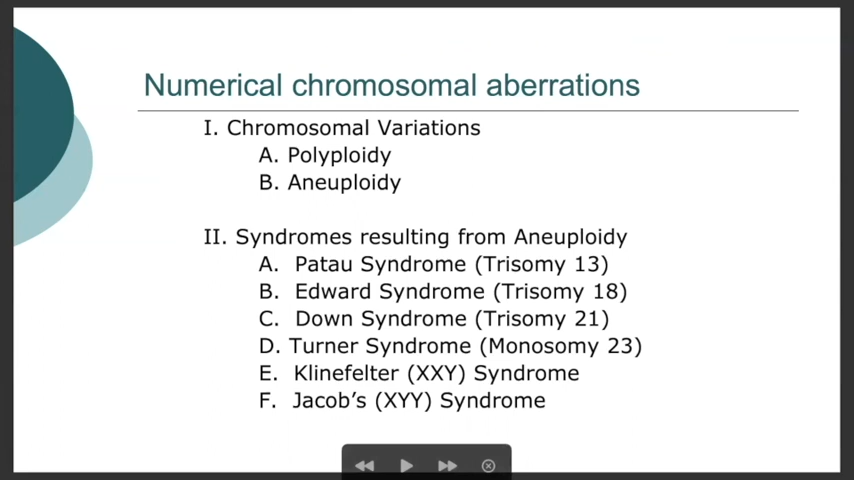 Numerical chromosomal aberrations
I. Chromosomal Variations
A. Polyploidy
B. Aneuploidy
II. Syndromes resulting from Aneuploidy
A. Patau Syndrome (Trisomy 13)
B. Edward Syndrome (Trisomy 18)
C. Down Syndrome (Trisomy 21)
D. Turner Syndrome (Monosomy 23)
E. Klinefelter (XXY) Syndrome
F. Jacob’s (XYY) Syndrome